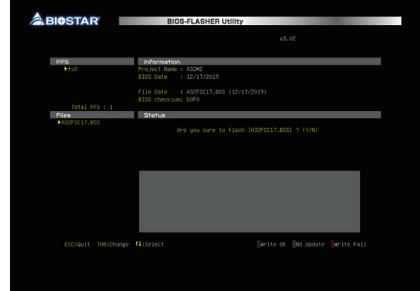 BIOSTAR
BIOS-FLASHER Utility
v3.02
FFS
▶fs0
Total FFS : 1
Information
Project Name : A32M2
BIOS Date : 12/17/2019
File Date : A32FSC17.BSS (12/17/2019)
BIOS checksum: D0F0
Files
▶A32FSC17.BSS
Status
Are you sure to flash (A32FSC17.BSS) ? (Y/N)
ESC:Quit TAB:Change ↑↓:Select
Write OK NO Update Write Fail